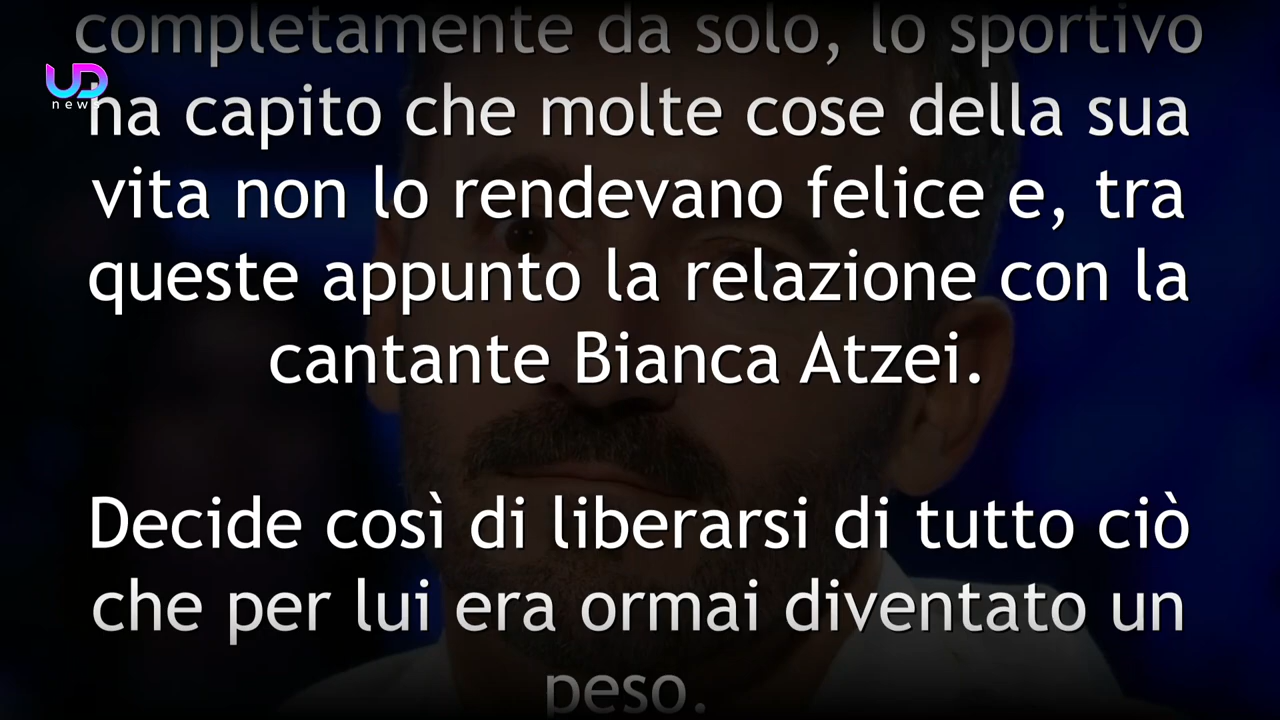 completamente da solo, lo sportivo
UD
news
ha capito che molte cose della sua
vita non lo rendevano felice e, tra
queste appunto la relazione con la
cantante Bianca Atzei.
Decide così di liberarsi di tutto ciò
che per lui era ormai diventato un
peso.